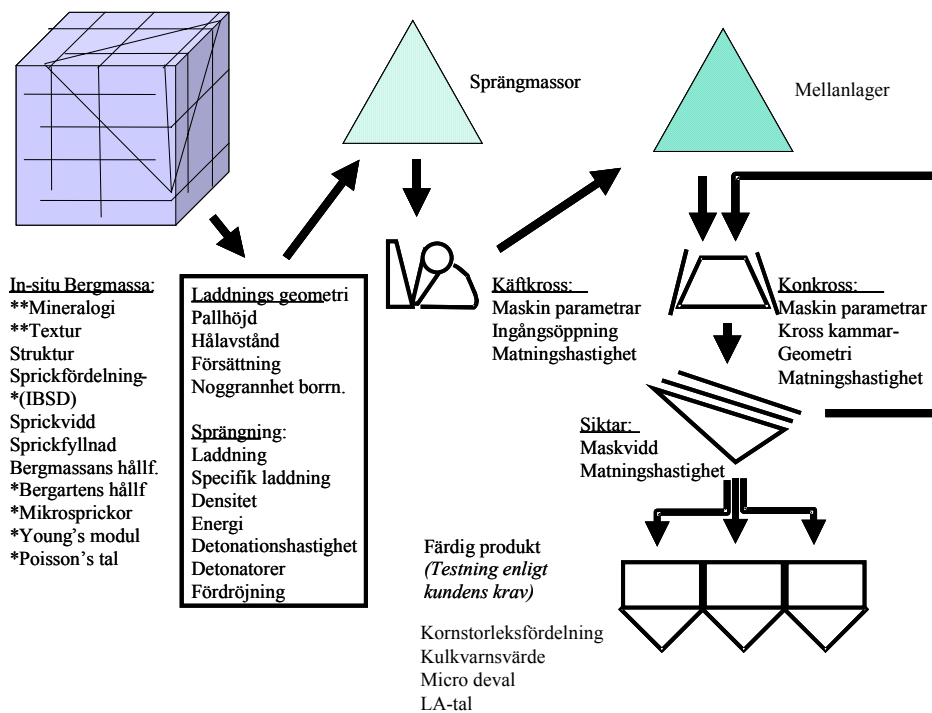 Sprängmassor
Mellanlager
In-situ Bergmassa:
**Mineralogi
**Textur
Struktur
Sprickfördelning-
*(IBSD)
Sprickvidd
Sprickfyllnad
Bergmassans hållf.
*Bergartens hållf
*Mikrosprickor
*Young's modul
*Poisson's tal
Laddnings geometri
Pallhöjd
Hålavstånd
Försättning
Noggrannhet borrn.
Sprängning:
Laddning
Specifik laddning
Densitet
Energi
Detonationshastighet
Detonatorer
Fördröjning
Käftkross:
Maskin parametrar
Ingångsöppning
Matningshastighet
Konkross:
Maskin parametrar
Kross kammar-
Geometri
Matningshastighet
Siktar:
Maskvidd
Matningshastighet
Färdig produkt
(Testning enligt
kundens krav)
Kornstorleksfördelning
Kulkvarnsvärde
Micro deval
LA-tal